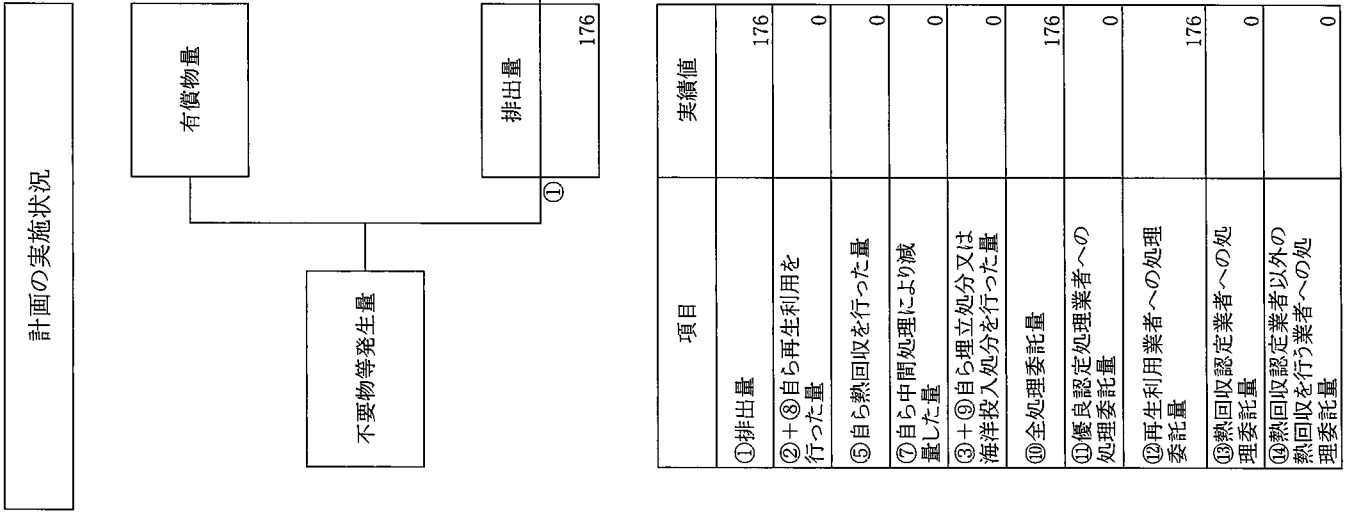 計画の実施状況
有償物量
不要物等発生量
排出量
①
176
項目
実績値
①排出量
176
②+⑧自ら再生利用を
行った量
0
⑤自ら熱回収を行った量
0
⑦自ら中間処理により減
量した量
0
③+⑨自ら埋立処分又は
海洋投入処分を行った量
0
⑩全処理委託量
176
⑪優良認定処理業者への
処理委託量
0
⑫再生利用業者への処理
委託量
176
⑬熱回収認定業者への処
理委託量
0
⑭熱回収認定業者以外の
熱回収を行う業者への処
理委託量
0